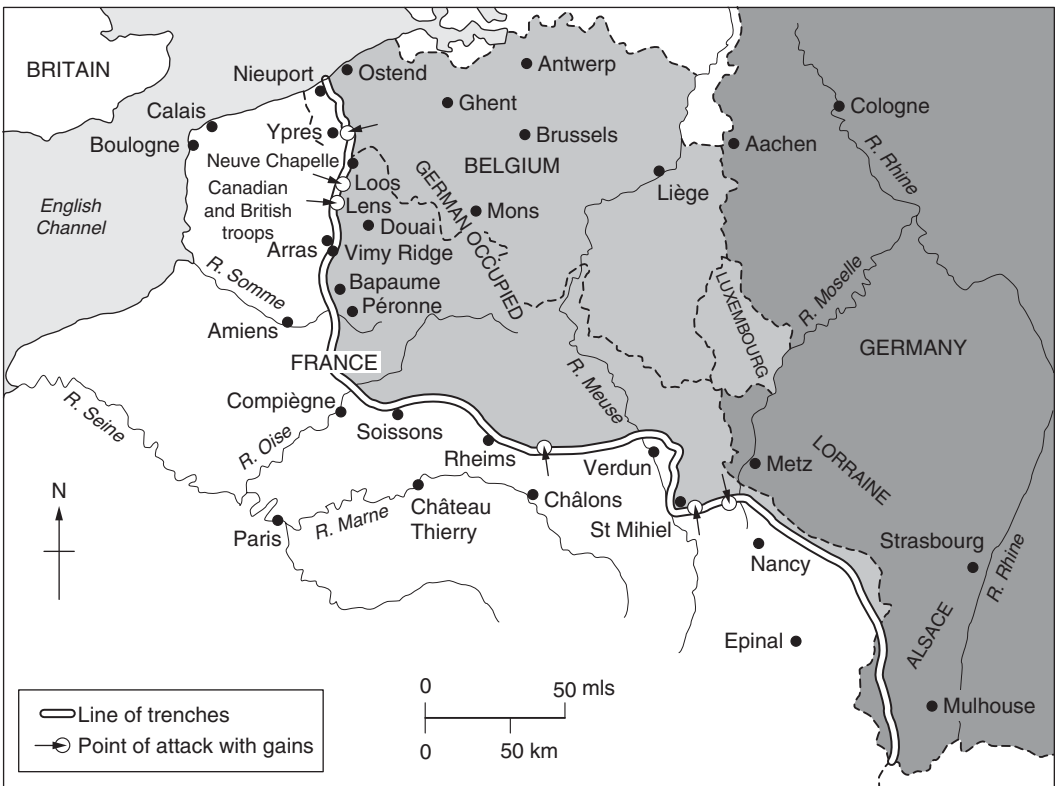 BRITAIN
Nieuport
Ostend
Antwerp
Calais
Ghent
Cologne
Boulogne
Ypres
Brussels
Aachen
R. Rhine
Neuve Chapelle
BELGIUM
Loos
Liège
Canadian
and British
troops
Lens
English
Channel
GERMAN OCCUPIED
Mons
Douai
Arras
Vimy Ridge
R. Somme
Bapaume
Péronne
LUXEMBOURG
R. Moselle
Amiens
GERMANY
FRANCE
R. Meuse
R. Seine
Compiègne
Soissons
R. Oise
Rheims
Verdun
Metz
LORRAINE
N
Château
Thierry
Châlons
R. Marne
Paris
St Mihiel
Nancy
Strasbourg
R. Rhine
Epinal
ALSACE
Mulhouse
0
50 mls
0
50 km
Line of trenches
Point of attack with gains